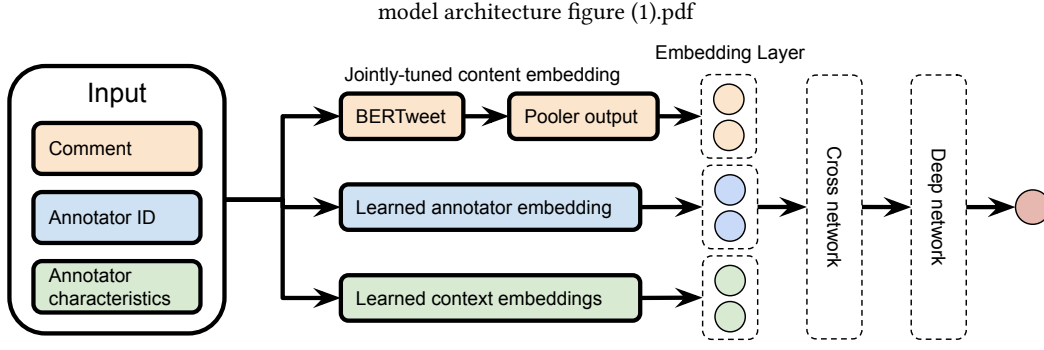 model architecture figure (1).pdf
Input
Comment
Annotator ID
Annotator
characteristics
Jointly-tuned content embedding
BERTweet
Pooler output
Learned annotator embedding
Learned context embeddings
Embedding Layer
Cross network
Deep network